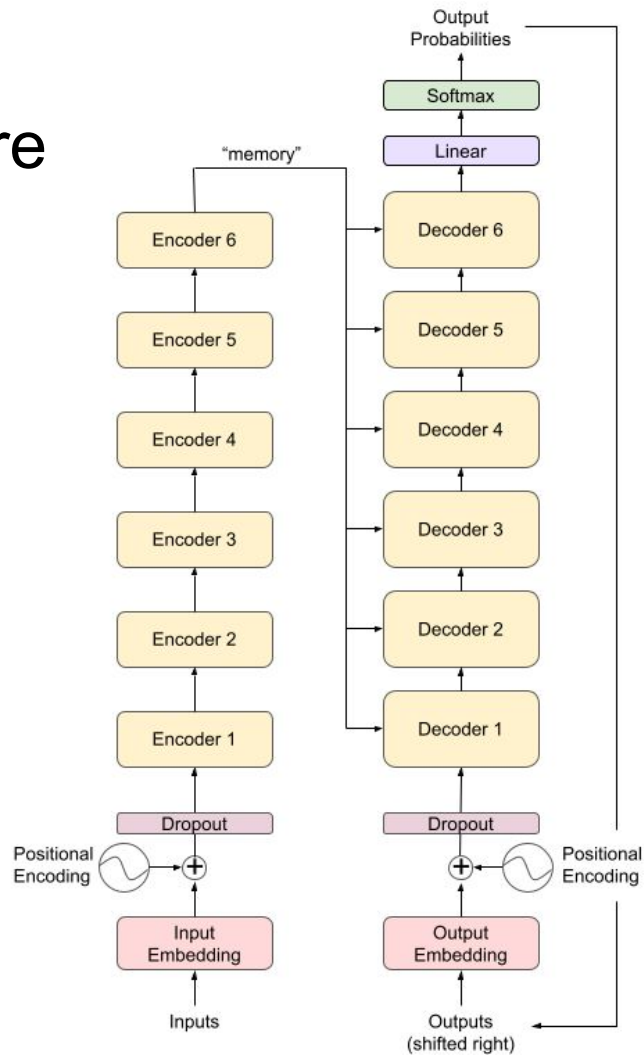 re
Output
Probabilities
Softmax
Linear
"memory"
Encoder 6
Encoder 5
Encoder 4
Encoder 3
Encoder 2
Encoder 1
Dropout
Positional
Encoding
Input
Embedding
Inputs
Decoder 6
Decoder 5
Decoder 4
Decoder 3
Decoder 2
Decoder 1
Dropout
Positional
Encoding
Output
Embedding
Outputs
(shifted right)